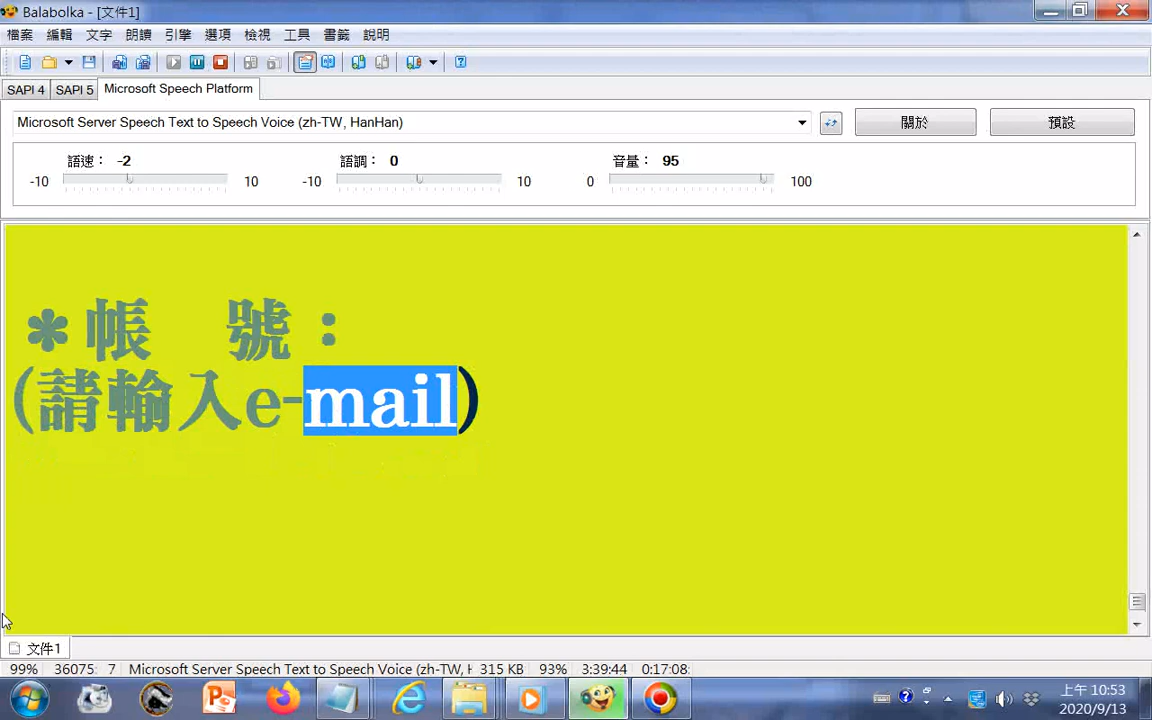 Balabolka - [文件1]
檔案 編輯 文字 朗讀 引擎 選項 檢視 工具 書籤 說明
SAPI 4 SAPI 5 Microsoft Speech Platform
Microsoft Server Speech Text to Speech Voice (zh-TW, HanHan)
關於 預設
語速： -2 語調： 0 音量： 95
-10 10 -10 10 0 100
＊帳　號：
(請輸入e-mail)
文件1
99% 36075: 7 Microsoft Server Speech Text to Speech Voice (zh-TW, H 315 KB 93% 3:39:44 0:17:08:
上午 10:53
2020/9/13